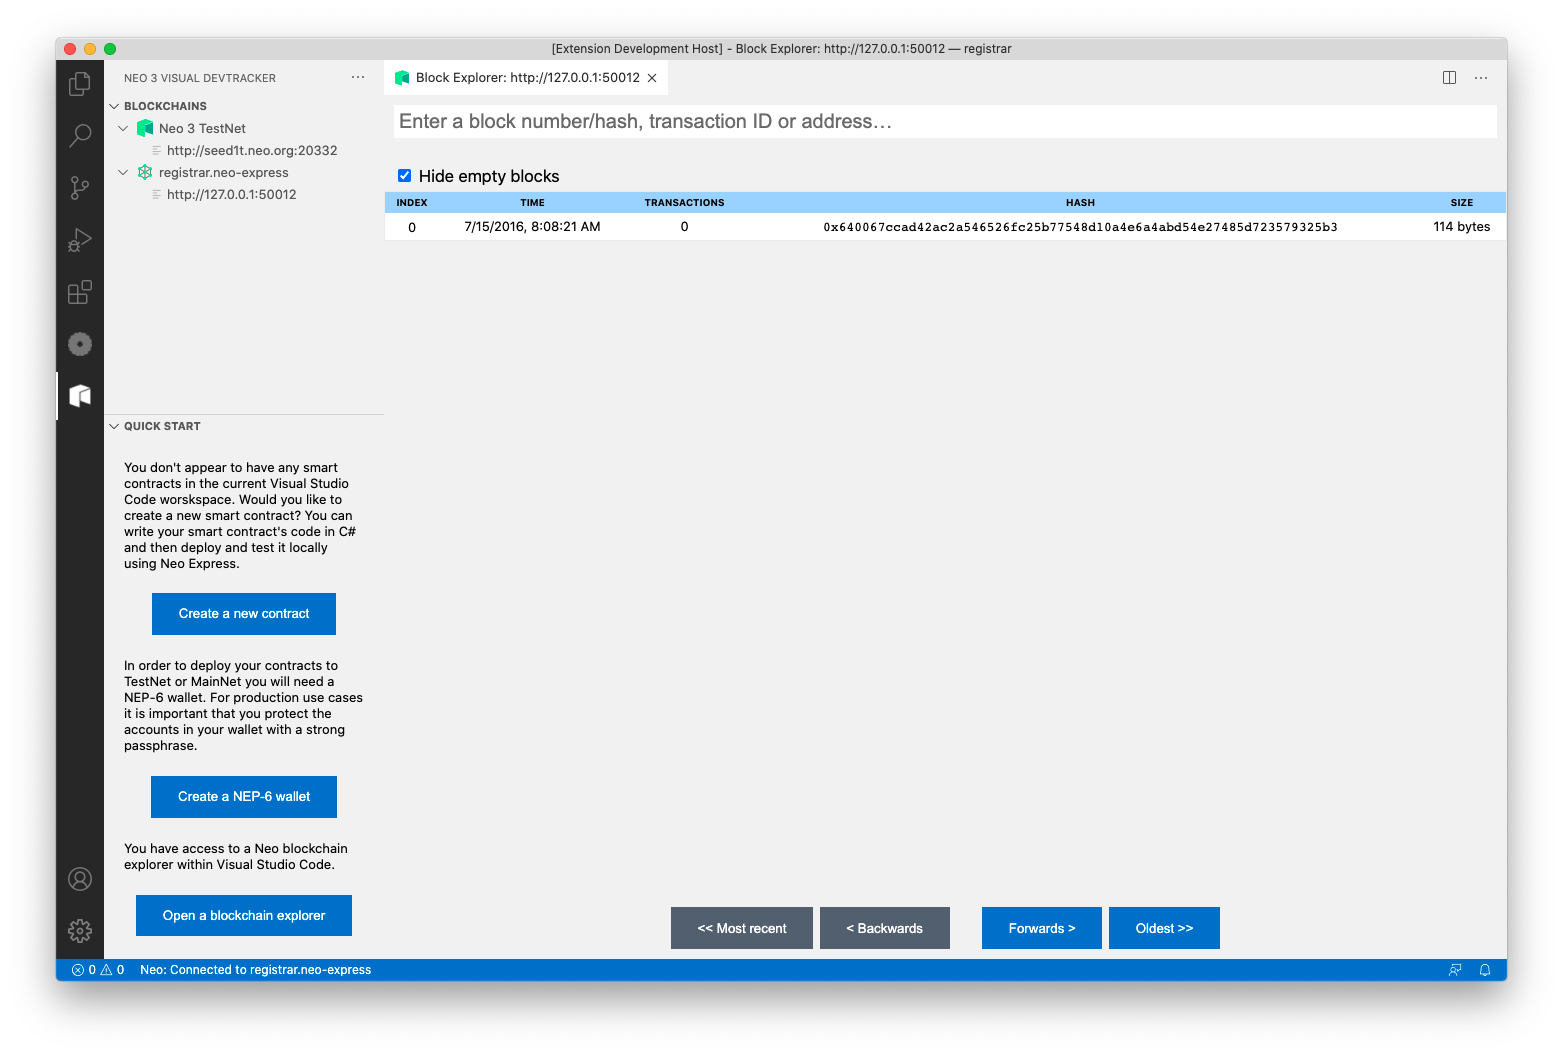 [Extension Development Host] - Block Explorer: http://127.0.0.1:50012 — registrar
NEO 3 VISUAL DEVTRACKER
BLOCKCHAINS
Neo 3 TestNet
http://seed1t.neo.org:20332
registrar.neo-express
http://127.0.0.1:50012
QUICK START
You don't appear to have any smart
contracts in the current Visual Studio
Code worskspace. Would you like to
create a new smart contract? You can
write your smart contract's code in C#
and then deploy and test it locally
using Neo Express.
Create a new contract
In order to deploy your contracts to
TestNet or MainNet you will need a
NEP-6 wallet. For production use cases
it is important that you protect the
accounts in your wallet with a strong
passphrase.
Create a NEP-6 wallet
You have access to a Neo blockchain
explorer within Visual Studio Code.
Open a blockchain explorer
Block Explorer: http://127.0.0.1:50012
Enter a block number/hash, transaction ID or address…
Hide empty blocks
INDEX TIME TRANSACTIONS HASH SIZE
0 7/15/2016, 8:08:21 AM 0 0x640067ccad42ac2a546526fc25b77548d10a4e6a4abd54e27485d723579325b3 114 bytes
<< Most recent < Backwards Forwards > Oldest >>
0 0 Neo: Connected to registrar.neo-express